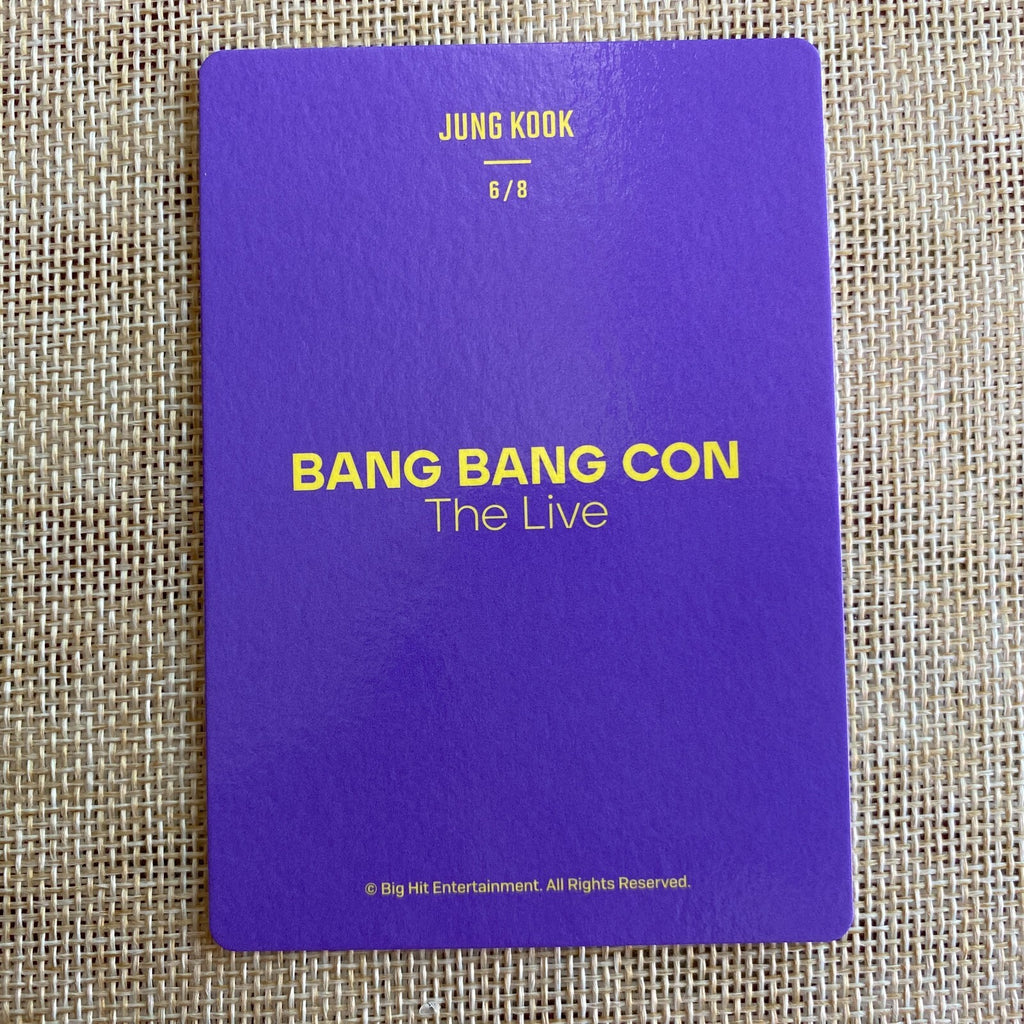 JUNG KOOK
6/8
BANG BANG CON
The Live
© Big Hit Entertainment. All Rights Reserved.